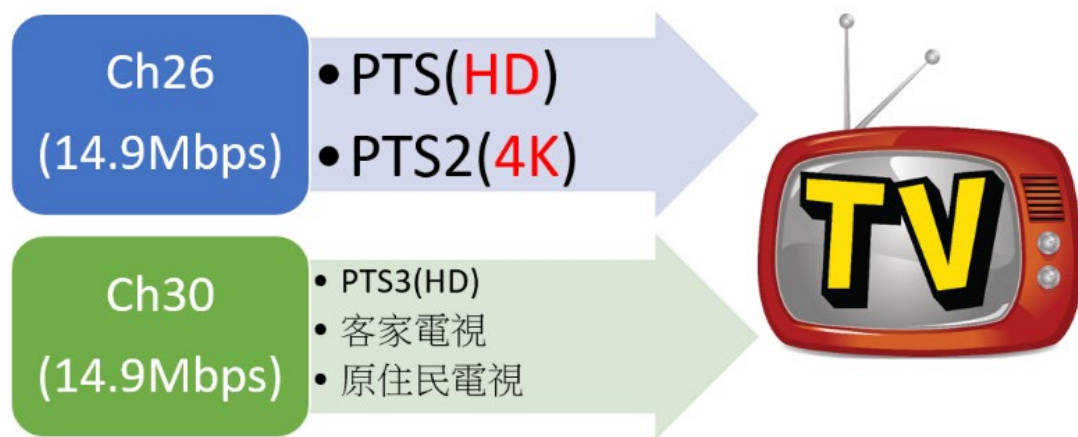 Ch26
(14.9Mbps)
•PTS(HD)
•PTS2(4K)
Ch30
(14.9Mbps)
• PTS3(HD)
• 客家電視
• 原住民電視
TV